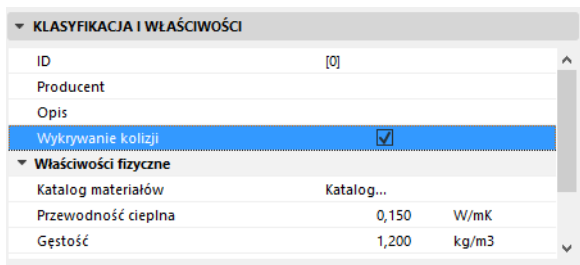 KLASYFIKACJA I WŁAŚCIWOŚCI
ID [0]
Producent
Opis
Wykrywanie kolizji
Właściwości fizyczne
Katalog materiałów Katalog...
Przewodność cieplna 0,150 W/mK
Gęstość 1,200 kg/m3